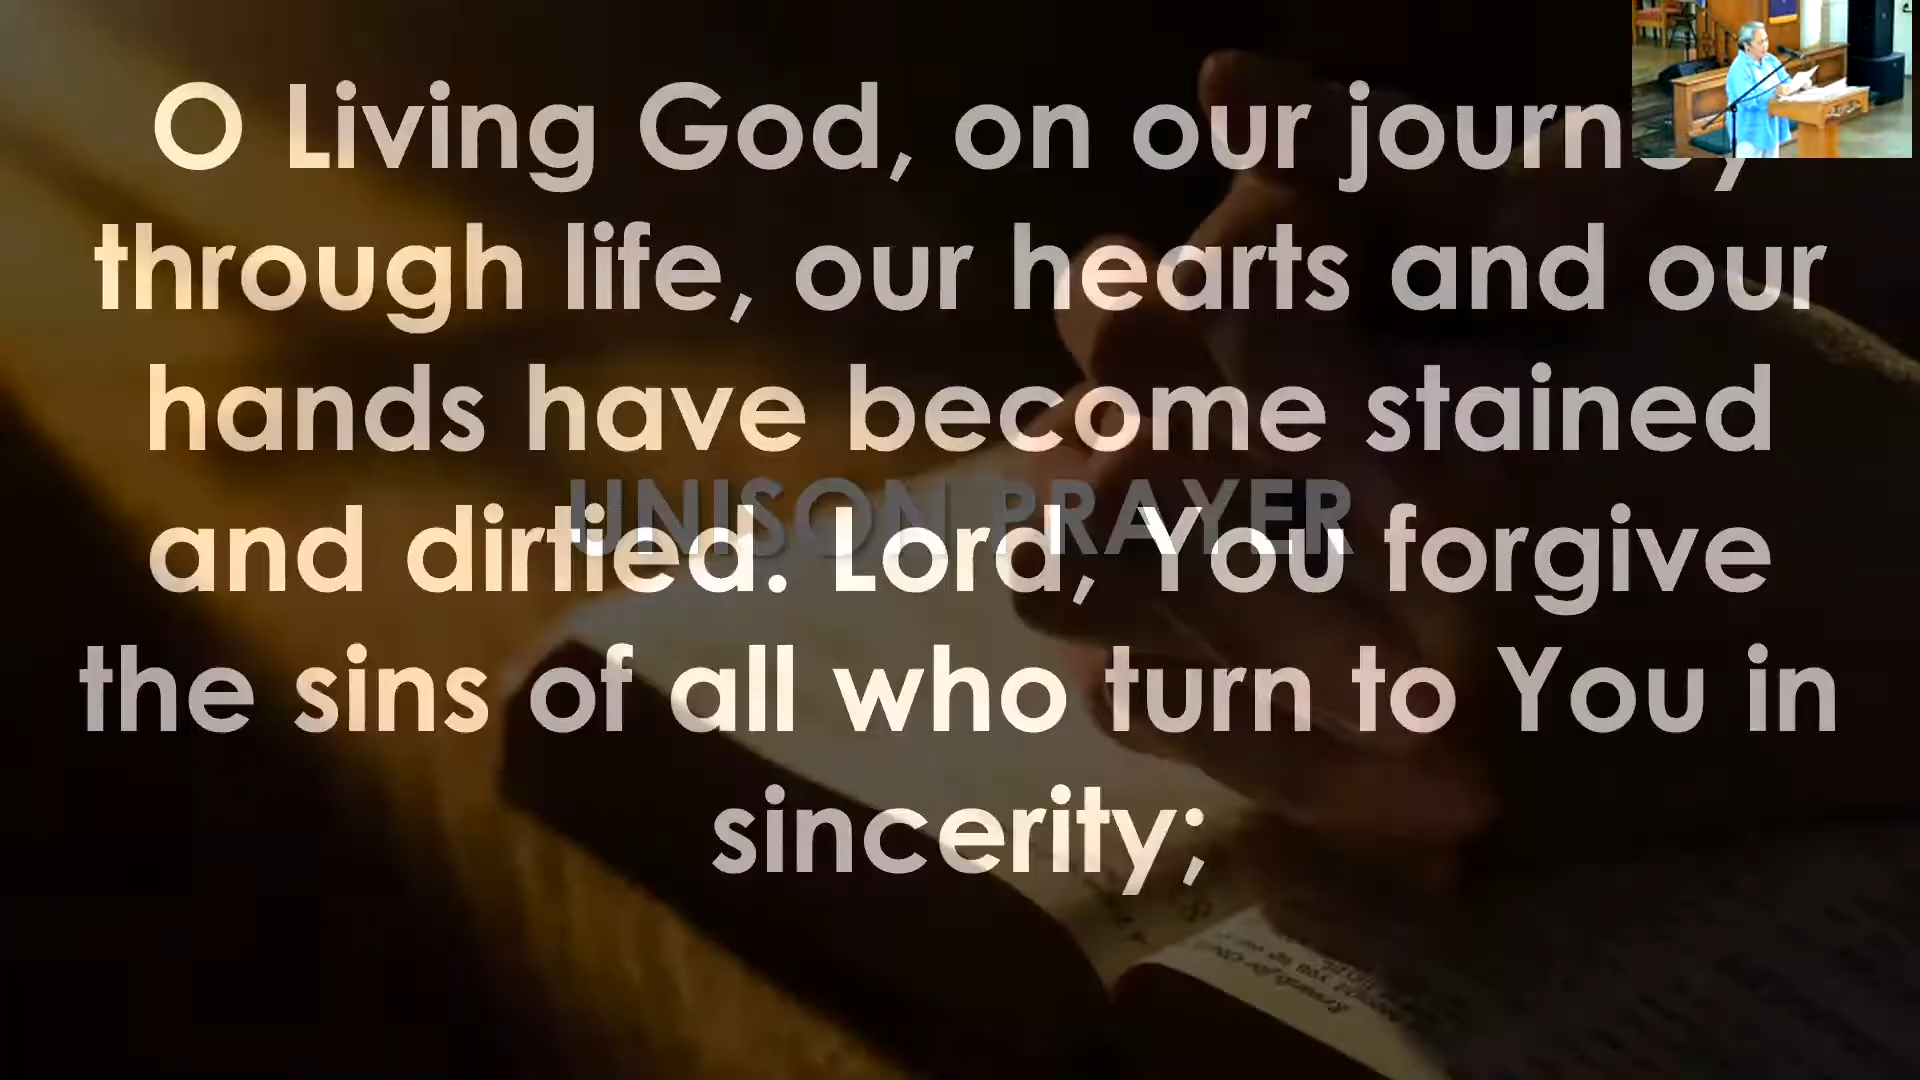 O Living God, on our journey
through life, our hearts and our
hands have become stained
UNISON PRAYER
and dirtied. Lord, You forgive
the sins of all who turn to You in
sincerity;